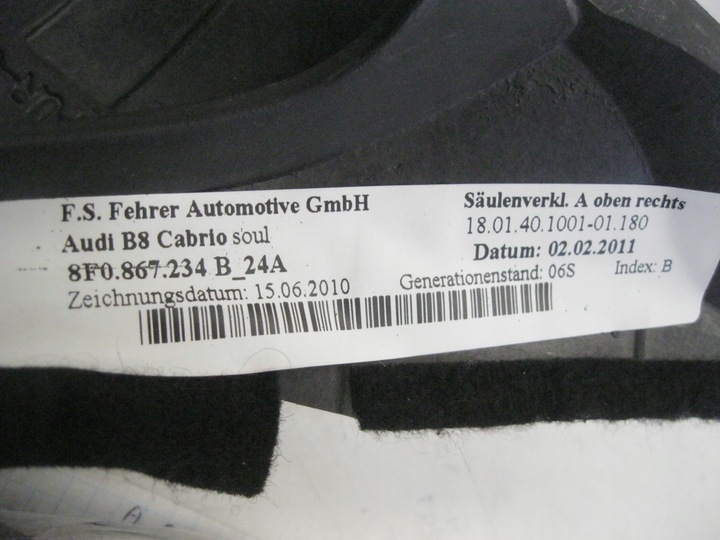 F.S. Fehrer Automotive GmbH
Audi B8 Cabrio soul
8F0.867.234 B_24A
Zeichnungsdatum: 15.06.2010
Säulenverkl. A oben rechts
18.01.40.1001-01.180
Datum: 02.02.2011
Generationenstand: 06S Index: B
A